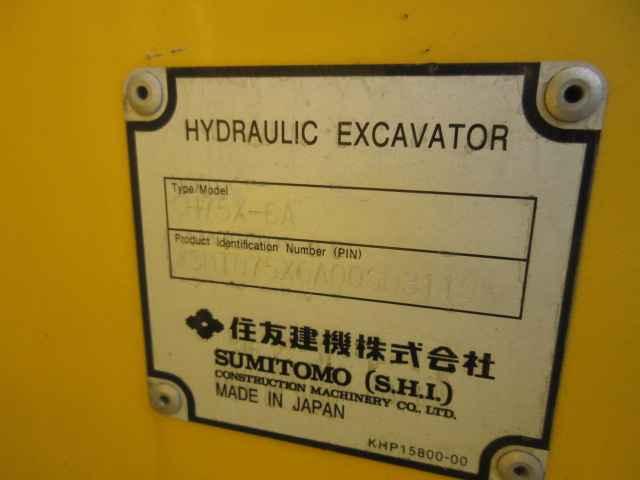 HYDRAULIC EXCAVATOR
Type/Model
Product Identification Number (PIN)
住友建機株式会社
SUMITOMO (S.H.I.)
CONSTRUCTION MACHINERY CO., LTD.
MADE IN JAPAN
KHP15800-00